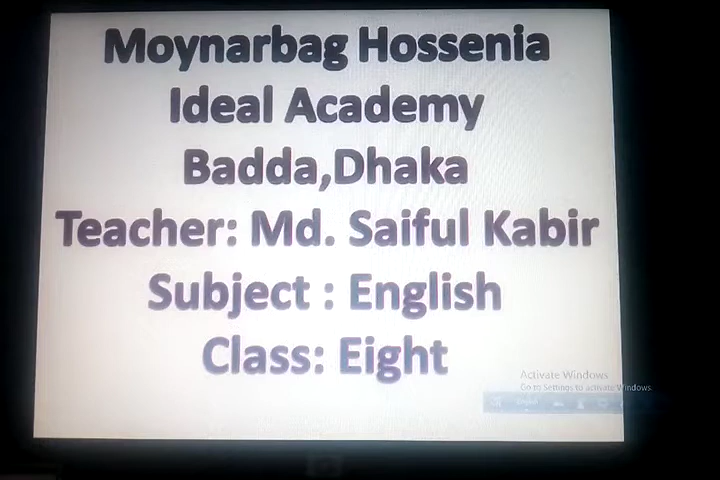 Moynarbag Hossenia
Ideal Academy
Badda,Dhaka
Teacher: Md. Saiful Kabir
Subject : English
Class: Eight
Activate Windows
Go to Settings to activate Windows.